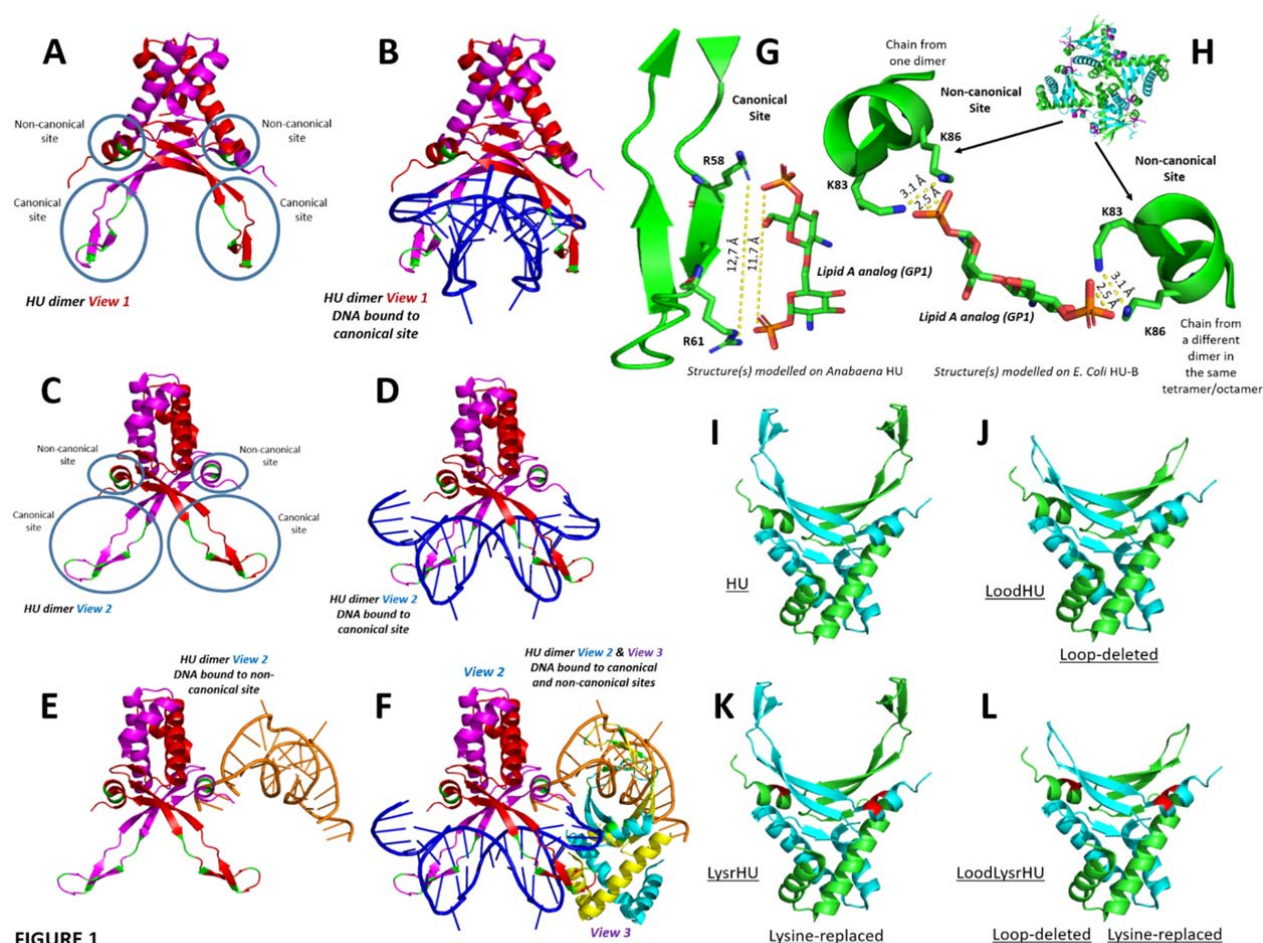 A
Non-canonical
site
Non-canonical
site
Canonical
site
Canonical
site
HU dimer View 1
B
HU dimer View 1
DNA bound to
canonical site
G
Canonical
Site
R58
12,7 Å
11.7 Å
R61
Lipid A analog (GP1)
Structure(s) modelled on Anabaena HU
H
Chain from
one dimer
Non-canonical
Site
K86
K83
3.1 Å
2.5 Å
Non-canonical
Site
K83
3.1 Å
2.5 Å
K86
Lipid A analog (GP1)
Chain from
a different
dimer in
the same
tetramer/octamer
Structure(s) modelled on E. Coli HU-B
C
Non-canonical
site
Non-canonical
site
Canonical
site
Canonical
site
HU dimer View 2
D
HU dimer View 2
DNA bound to
canonical site
I
HU
J
LoodHU
Loop-deleted
E
HU dimer View 2
DNA bound to non-
canonical site
F
View 2
HU dimer View 2 & View 3
DNA bound to canonical
and non-canonical sites
View 3
K
LysrHU
Lysine-replaced
L
LoodLysrHU
Loop-deleted Lysine-replaced
FIGURE 1